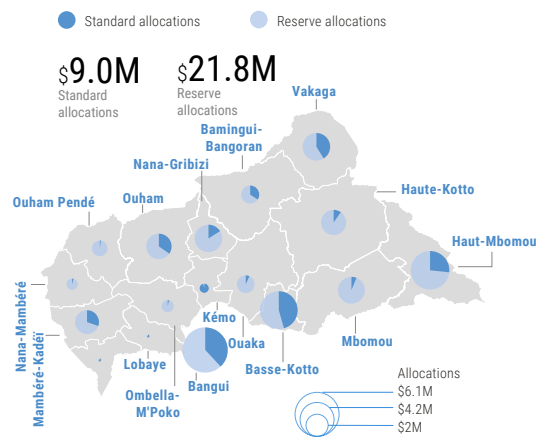 Standard allocations
Reserve allocations
$9.0M
Standard
allocations
$21.8M
Reserve
allocations
Vakaga
Bamingui-
Bangoran
Nana-Gribizi
Ouham Pendé
Ouham
Haute-Kotto
Haut-Mbomou
Nana-Mambéré
Mambéré-Kadéï
Kémo
Ouaka
Mbomou
Lobaye
Basse-Kotto
Ombella-
M'Poko
Bangui
Allocations
$6.1M
$4.2M
$2M